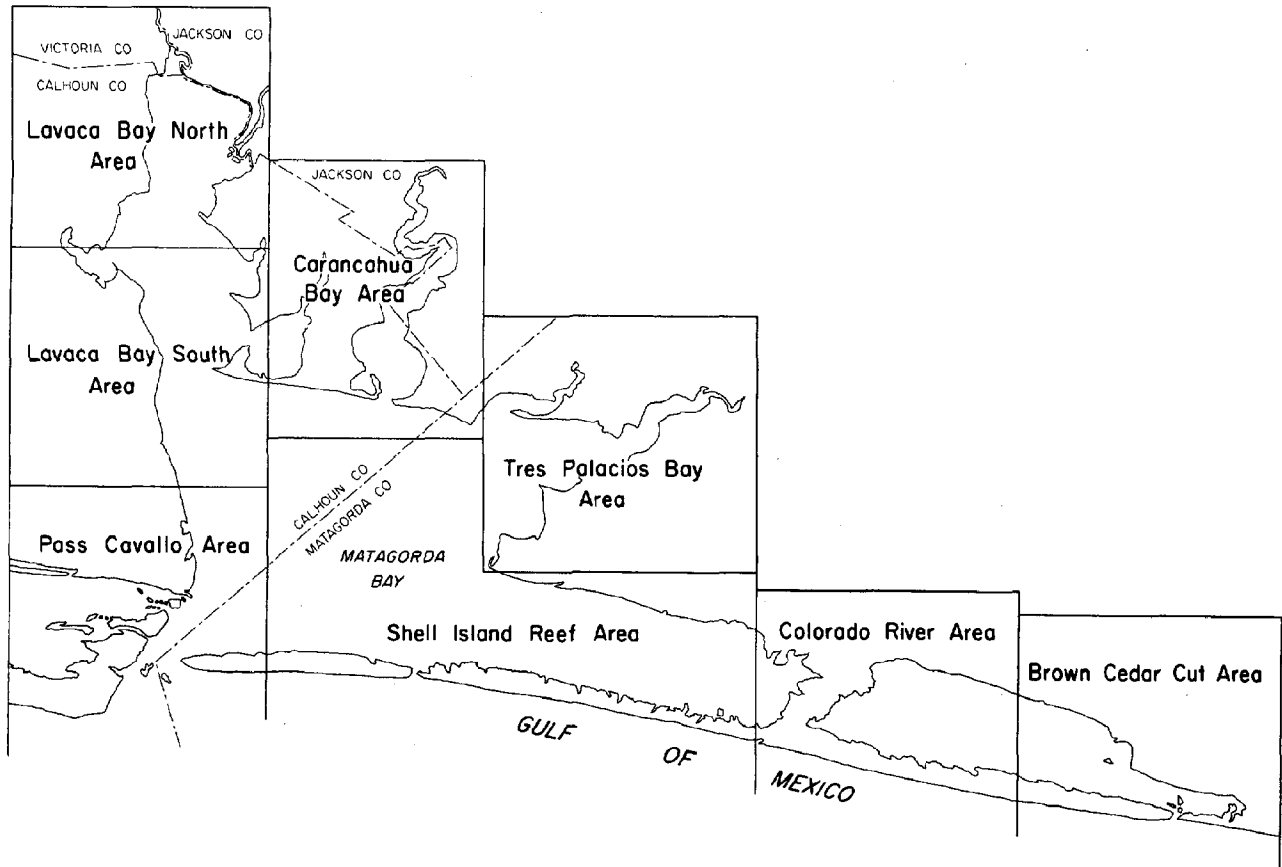 VICTORIA CO
JACKSON CO
CALHOUN CO
Lavaca Bay North
Area
JACKSON CO
Carancahua
Bay Area
Lavaca Bay South
Area
Tres Palacios Bay
Area
CALHOUN CO
MATAGORDA CO
Pass Cavallo Area
MATAGORDA
BAY
Shell Island Reef Area
Colorado River Area
Brown Cedar Cut Area
GULF OF MEXICO